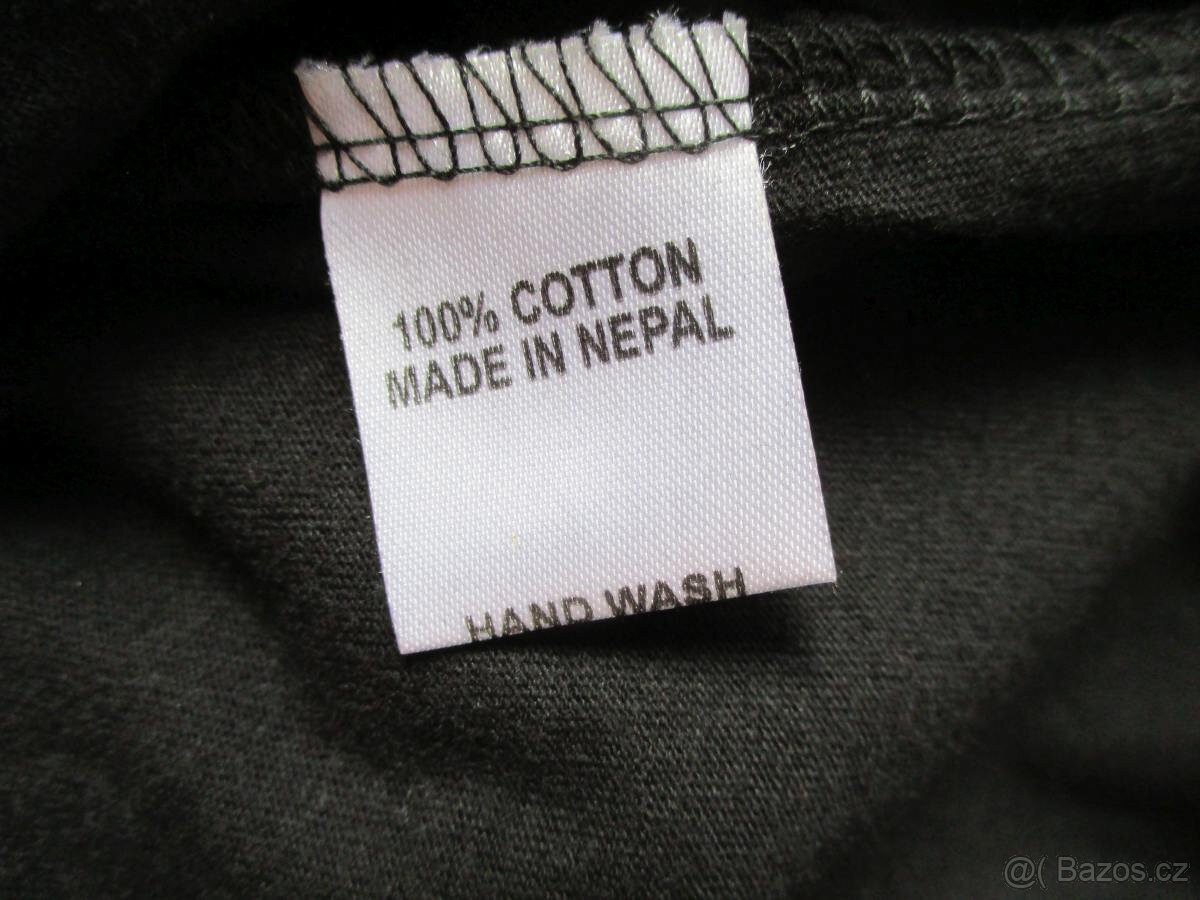 100% COTTON
MADE IN NEPAL
HAND WASH
@( Bazos.cz